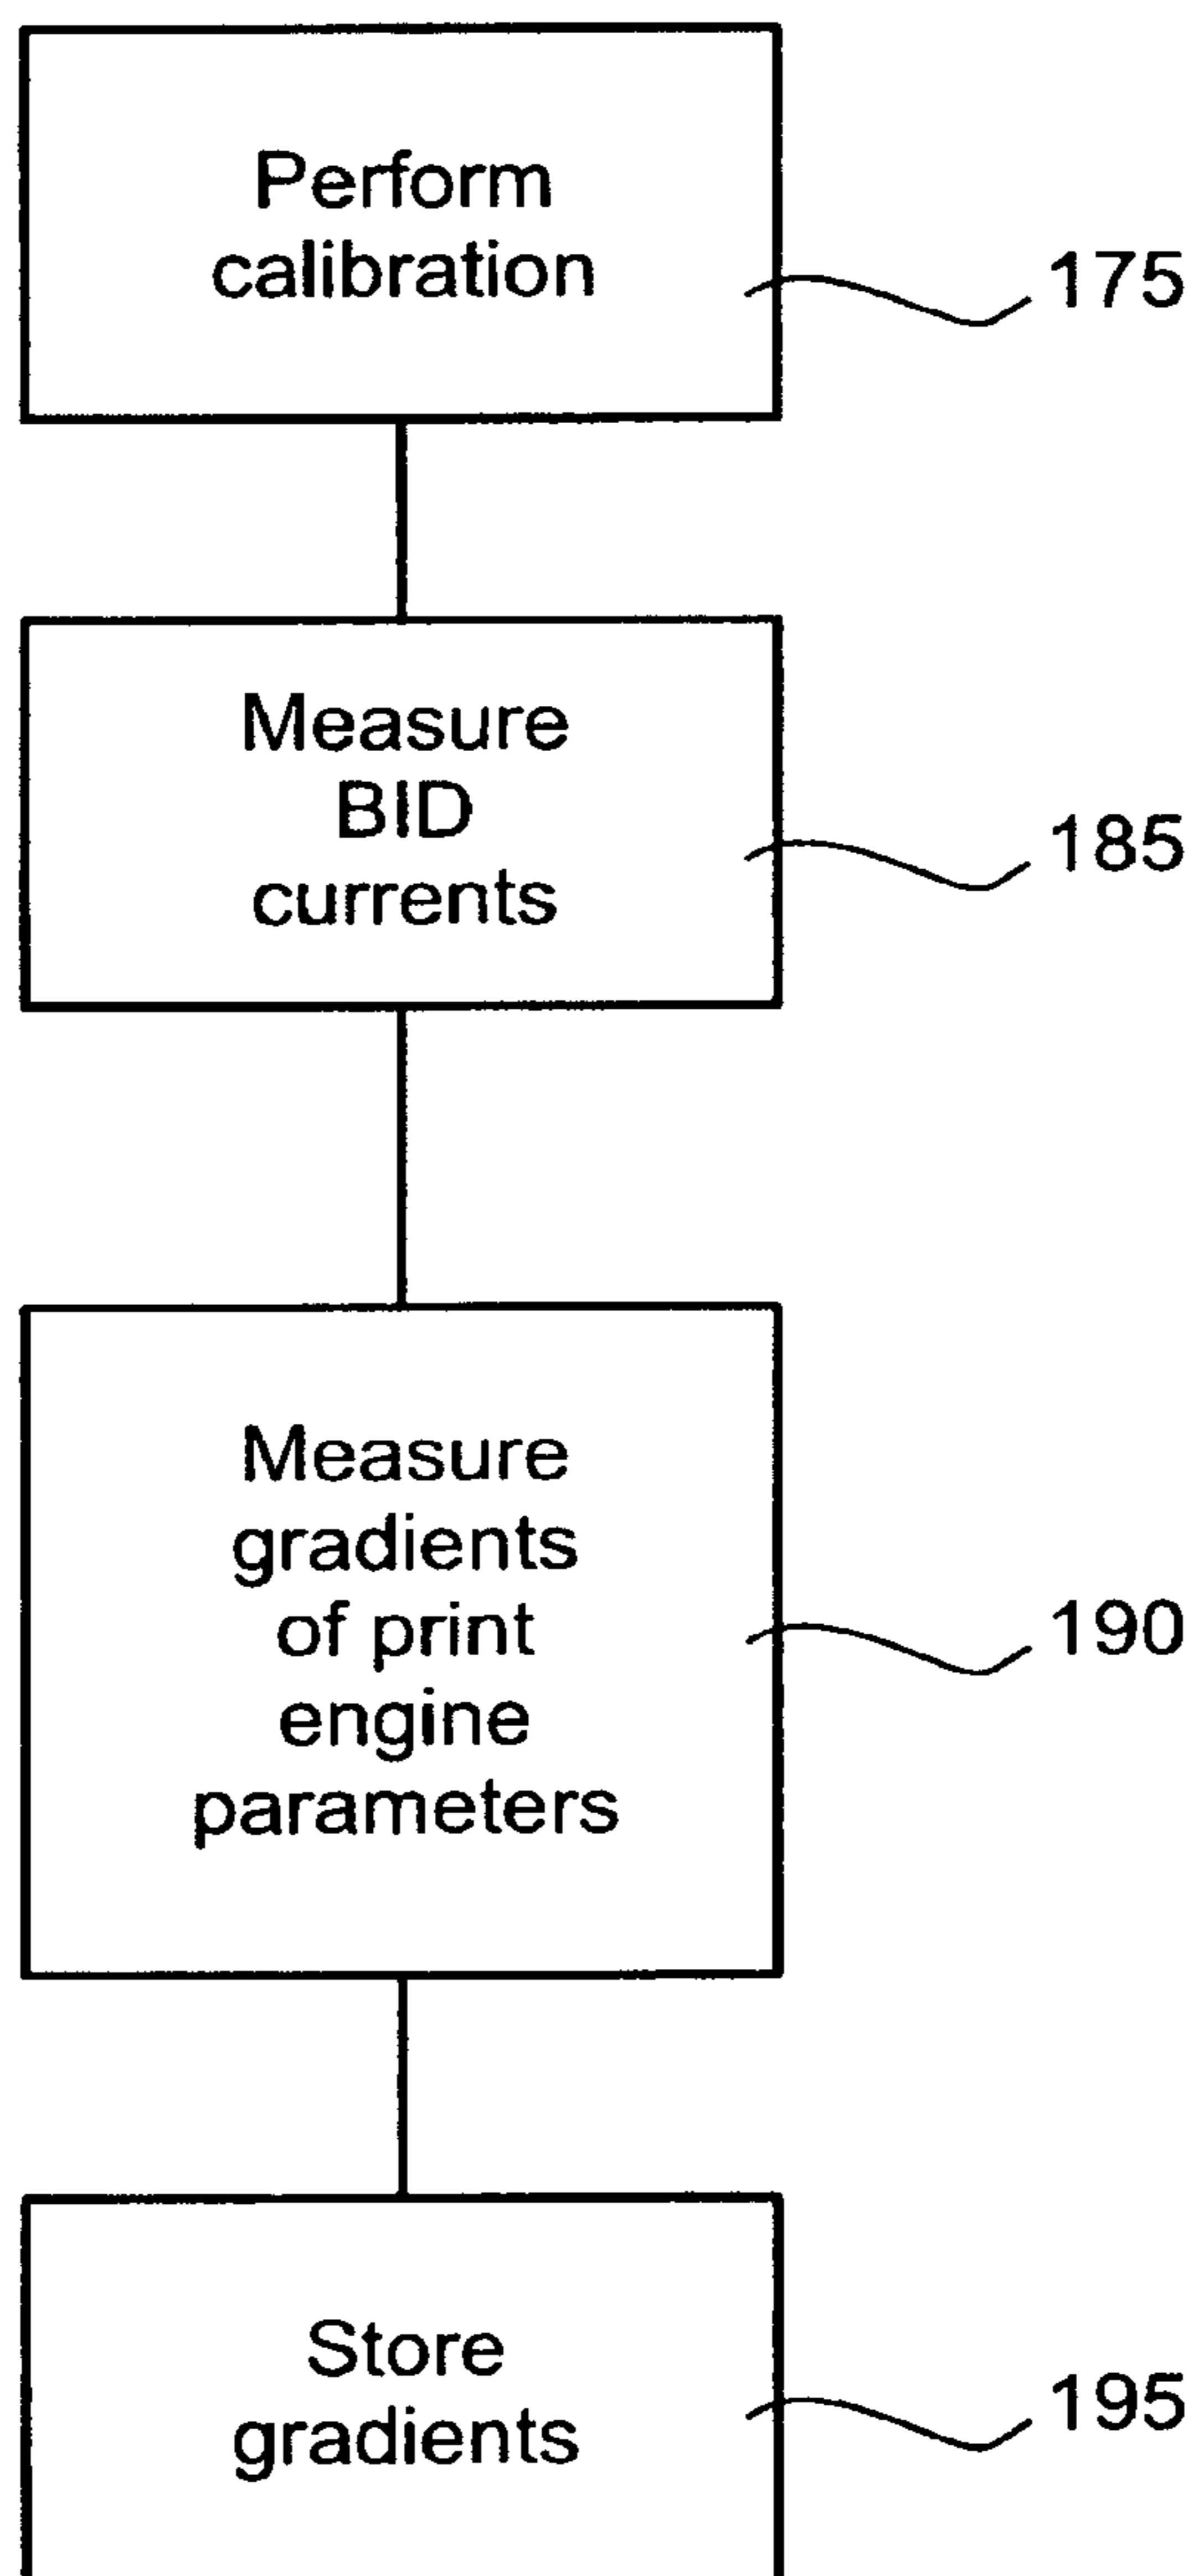 Perform
calibration
175
Measure
BID
currents
185
Measure
gradients
of print
engine
parameters
190
Store
gradients
195